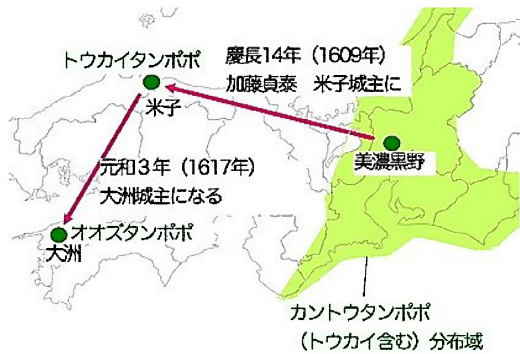 トウカイタンポポ
米子
慶長14年（1609年）
加藤貞泰　米子城主に
美濃黒野
元和３年（1617年）
大洲城主になる
オオズタンポポ
大洲
カントウタンポポ
（トウカイ含む）分布域